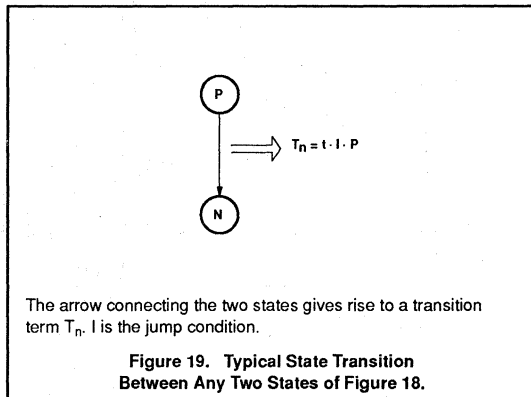 P
Tn = t · I · P
N
The arrow connecting the two states gives rise to a transition
term Tn. I is the jump condition.
Figure 19. Typical State Transition
Between Any Two States of Figure 18.